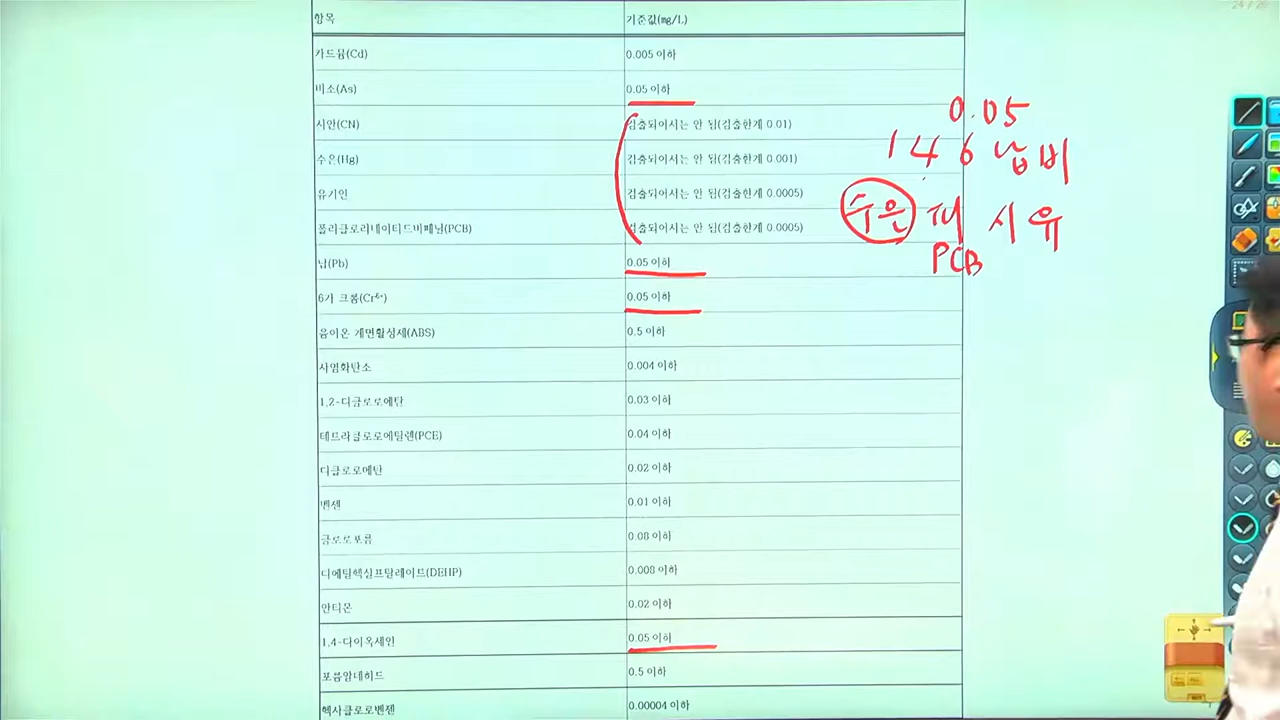 24 / 26
항목 기준값(mg/L)
카드뮴(Cd) 0.005 이하
비소(As) 0.05 이하
시안(CN) 검출되어서는 안 됨(검출한계 0.01)
수은(Hg) 검출되어서는 안 됨(검출한계 0.001)
유기인 검출되어서는 안 됨(검출한계 0.0005)
폴리클로리네이티드비페닐(PCB) 검출되어서는 안 됨(검출한계 0.0005)
납(Pb) 0.05 이하
6가 크롬(Cr⁶⁺) 0.05 이하
음이온 계면활성제(ABS) 0.5 이하
사염화탄소 0.004 이하
1,2-디클로로에탄 0.03 이하
테트라클로로에틸렌(PCE) 0.04 이하
디클로로메탄 0.02 이하
벤젠 0.01 이하
클로로포름 0.08 이하
디에틸헥실프탈레이트(DEHP) 0.008 이하
안티몬 0.02 이하
1,4-다이옥세인 0.05 이하
포름알데히드 0.5 이하
헥사클로로벤젠 0.00004 이하
0.05
1 4 6 납 비
수은 피 시 유
PCB